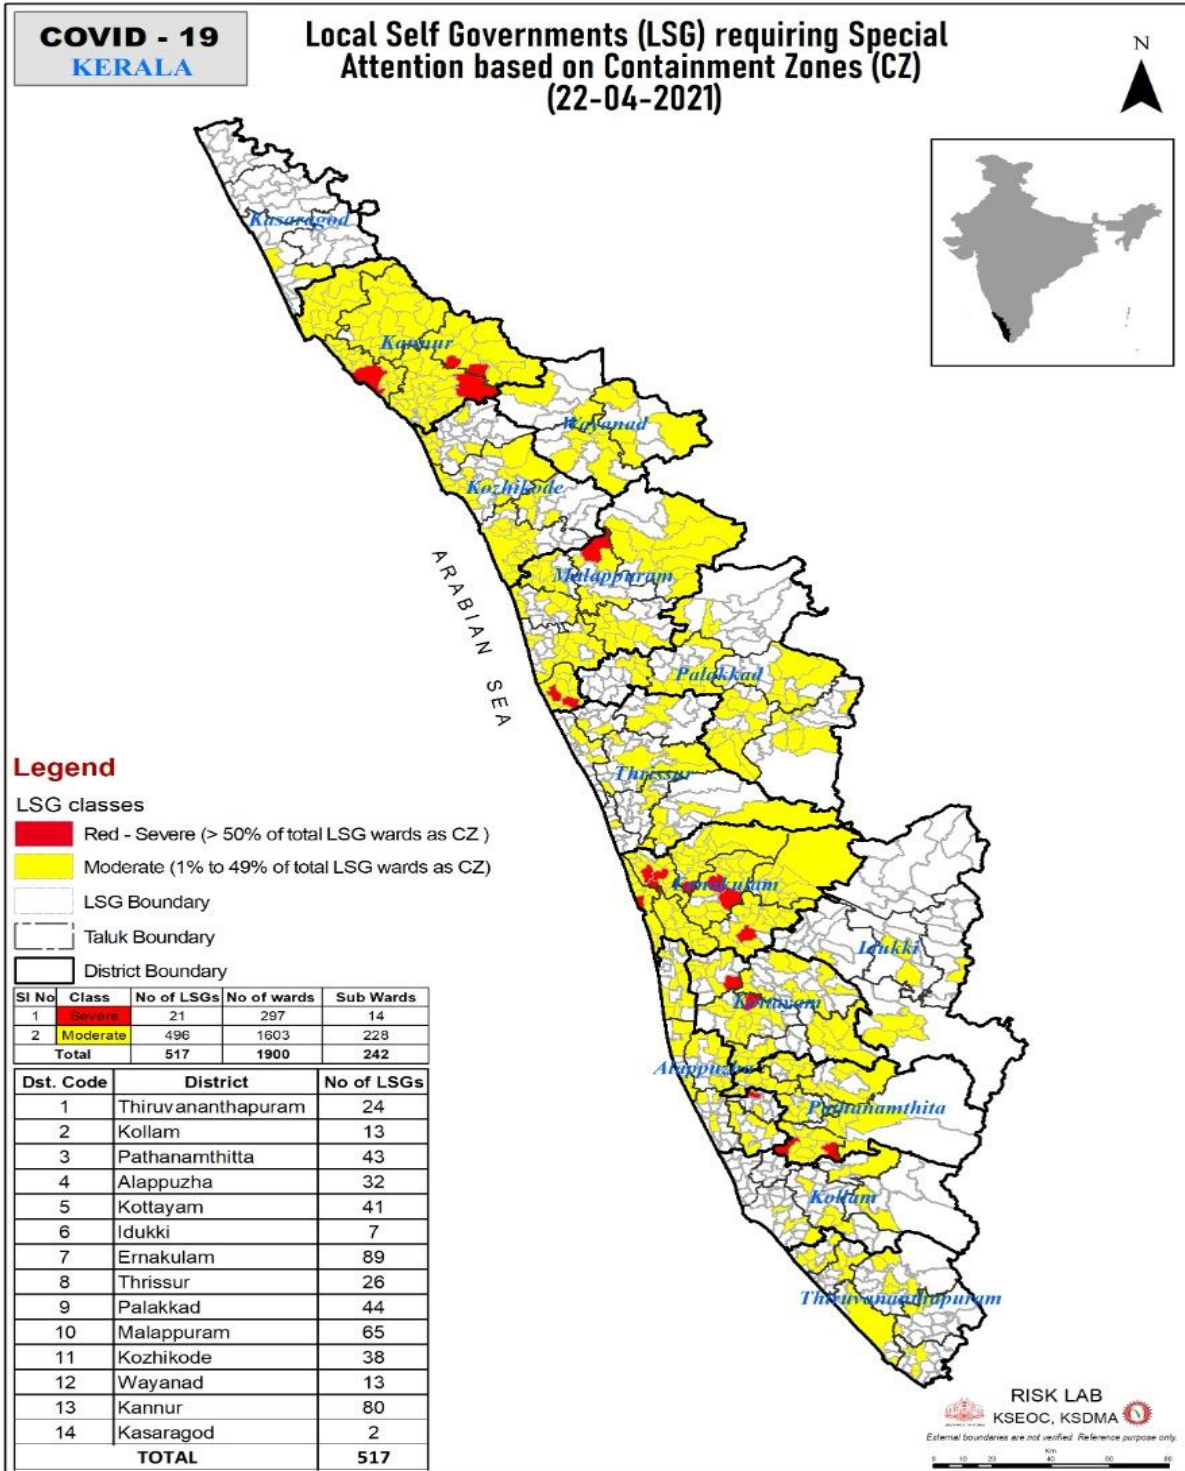 COVID - 19
KERALA
Local Self Governments (LSG) requiring Special
Attention based on Containment Zones (CZ)
(22-04-2021)
N
Kasaragod
Kannur
Wayanad
Kozhikode
Malappuram
ARABIAN SEA
Palakkad
Thrissur
Ernakulam
Idukki
Kottayam
Alappuzha
Pathanamthita
Kollam
Thiruvananthapuram
Legend
LSG classes
Red - Severe (> 50% of total LSG wards as CZ )
Moderate (1% to 49% of total LSG wards as CZ)
LSG Boundary
Taluk Boundary
District Boundary
Sl No Class No of LSGs No of wards Sub Wards
1 Severe 21 297 14
2 Moderate 496 1603 228
Total 517 1900 242
Dst. Code District No of LSGs
1 Thiruvananthapuram 24
2 Kollam 13
3 Pathanamthitta 43
4 Alappuzha 32
5 Kottayam 41
6 Idukki 7
7 Ernakulam 89
8 Thrissur 26
9 Palakkad 44
10 Malappuram 65
11 Kozhikode 38
12 Wayanad 13
13 Kannur 80
14 Kasaragod 2
TOTAL 517
RISK LAB
KSEOC, KSDMA
External boundaries are not verified. Reference purpose only.
Km
0 10 20 40 60 80